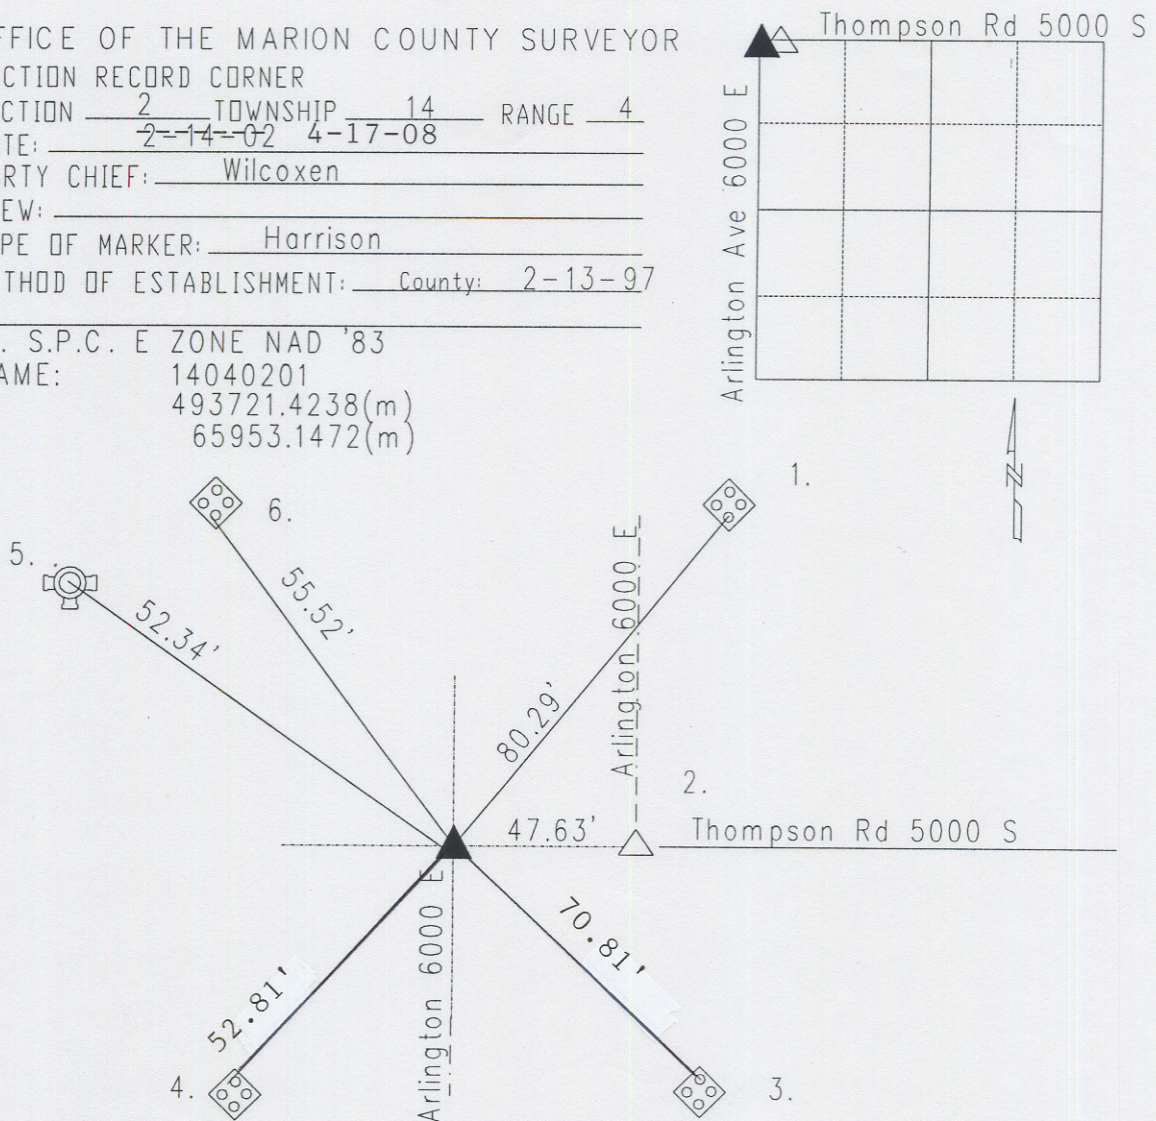 FFICE OF THE MARION COUNTY SURVEYOR
CTION RECORD CORNER
CTION 2 TOWNSHIP 14 RANGE 4
TE: 2-14-02 4-17-08
RTY CHIEF: Wilcoxen
EW:
PE OF MARKER: Harrison
THOD OF ESTABLISHMENT: County: 2-13-97
. S.P.C. E ZONE NAD '83
AME: 14040201
493721.4238(m)
65953.1472(m)
Thompson Rd 5000 S
Arlington Ave 6000 E
N
1.
6.
5.
55.52'
52.34'
Arlington 6000 E
80.29'
2.
47.63'
Thompson Rd 5000 S
Arlington 6000 E
70.81'
52.81'
4.
3.